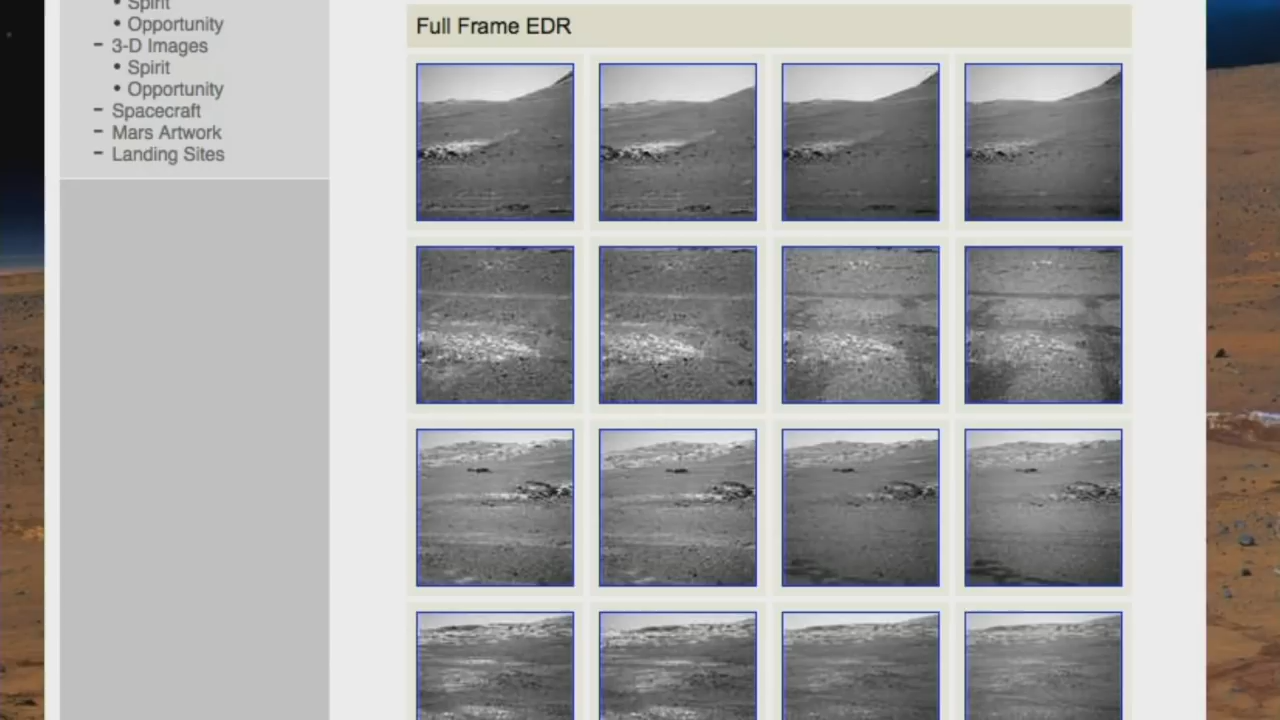 • Spirit
• Opportunity
– 3-D Images
• Spirit
• Opportunity
– Spacecraft
– Mars Artwork
– Landing Sites
Full Frame EDR